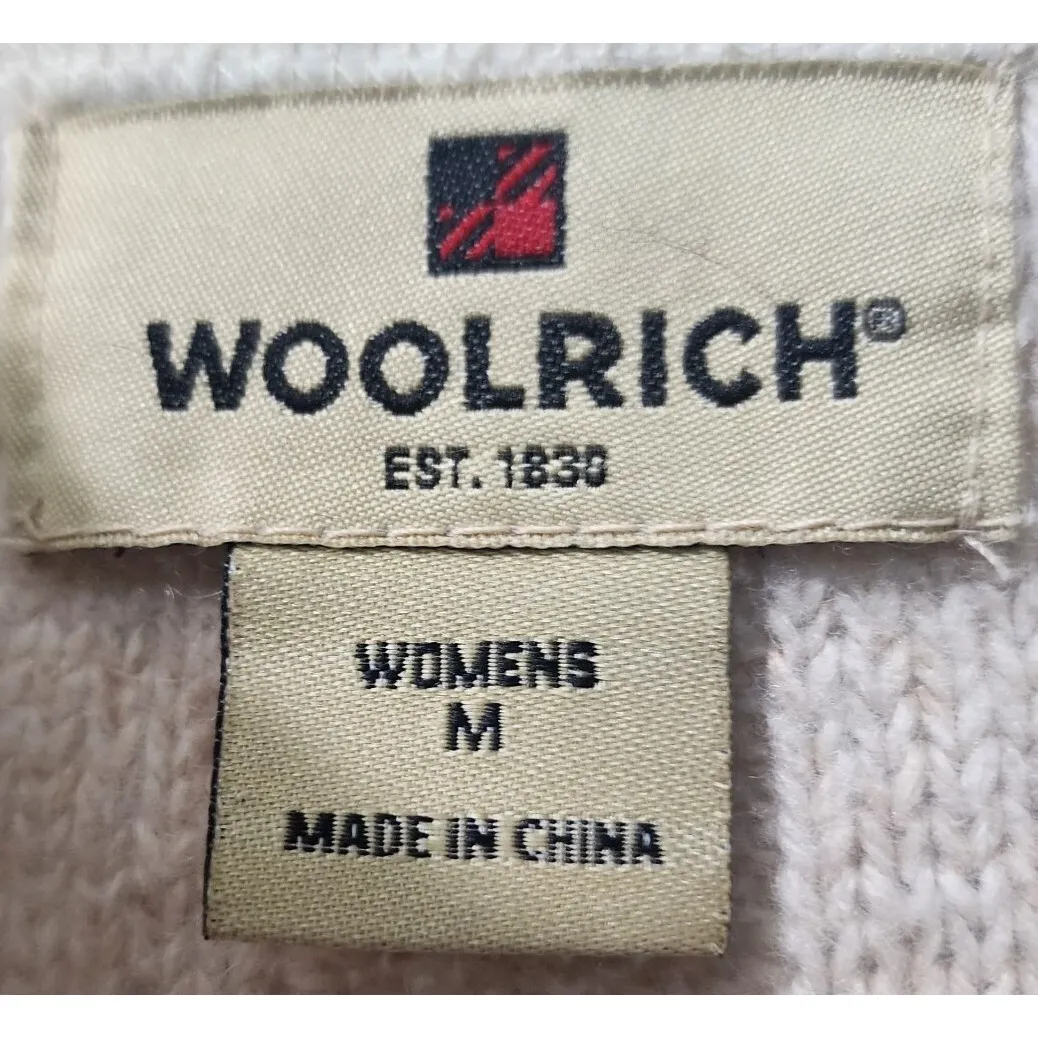 WOOLRICH®
EST. 1830
WOMENS
M
MADE IN CHINA